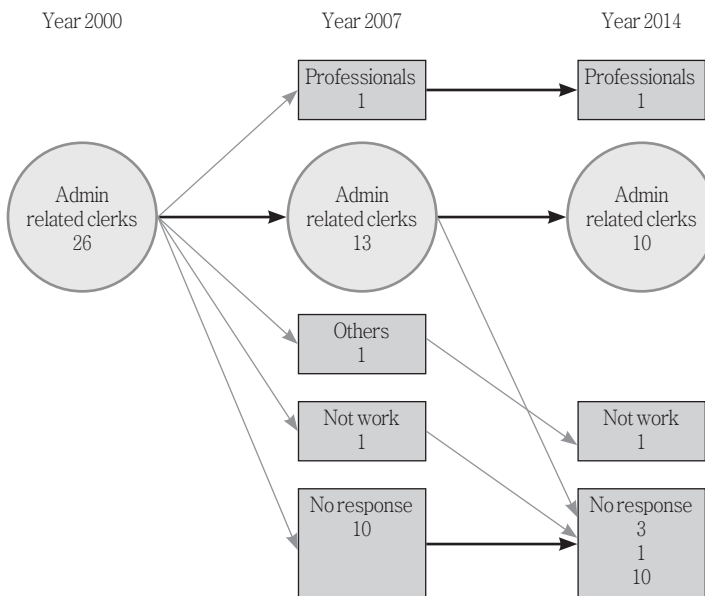 Year 2000
Year 2007
Year 2014
Professionals
1
Professionals
1
Admin
related clerks
26
Admin
related clerks
13
Admin
related clerks
10
Others
1
Not work
1
Not work
1
No response
10
No response
3
1
10